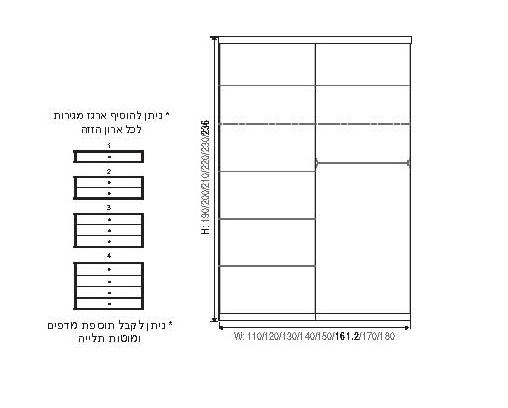 * ניתן להוסיף ארגז מגירות
לכל ארון הזזה
1
2
3
4
* ניתן לקבל תוספת מדפים
ומוטות תלייה
H: 190/200/210/220/230/236
W: 110/120/130/140/150/161.2/170/180